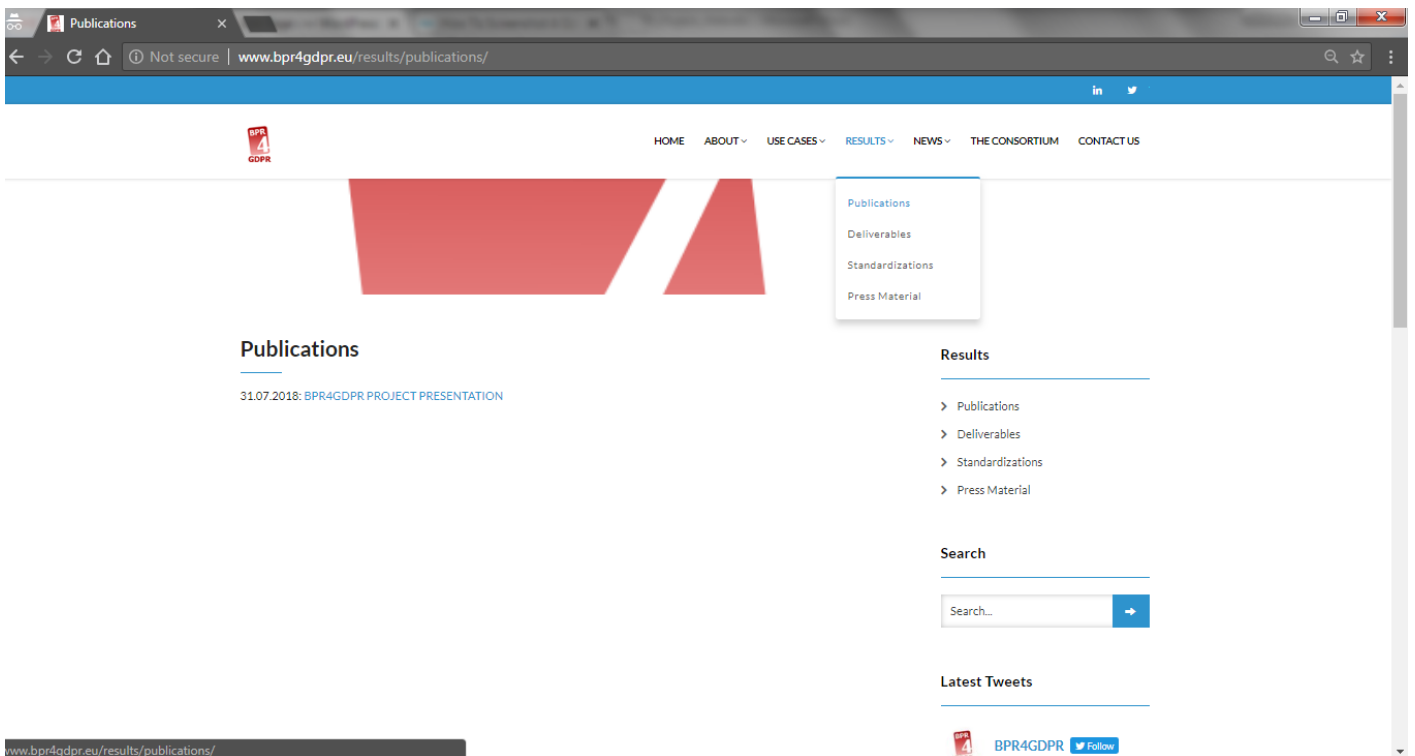 Publications
Not secure | www.bpr4gdpr.eu/results/publications/
in
BPR
4
GDPR
HOME ABOUT USE CASES RESULTS NEWS THE CONSORTIUM CONTACT US
Publications
Deliverables
Standardizations
Press Material
Publications
31.07.2018: BPR4GDPR PROJECT PRESENTATION
Results
Publications
Deliverables
Standardizations
Press Material
Search
Search...
Latest Tweets
BPR
4
BPR4GDPR Follow
www.bpr4gdpr.eu/results/publications/